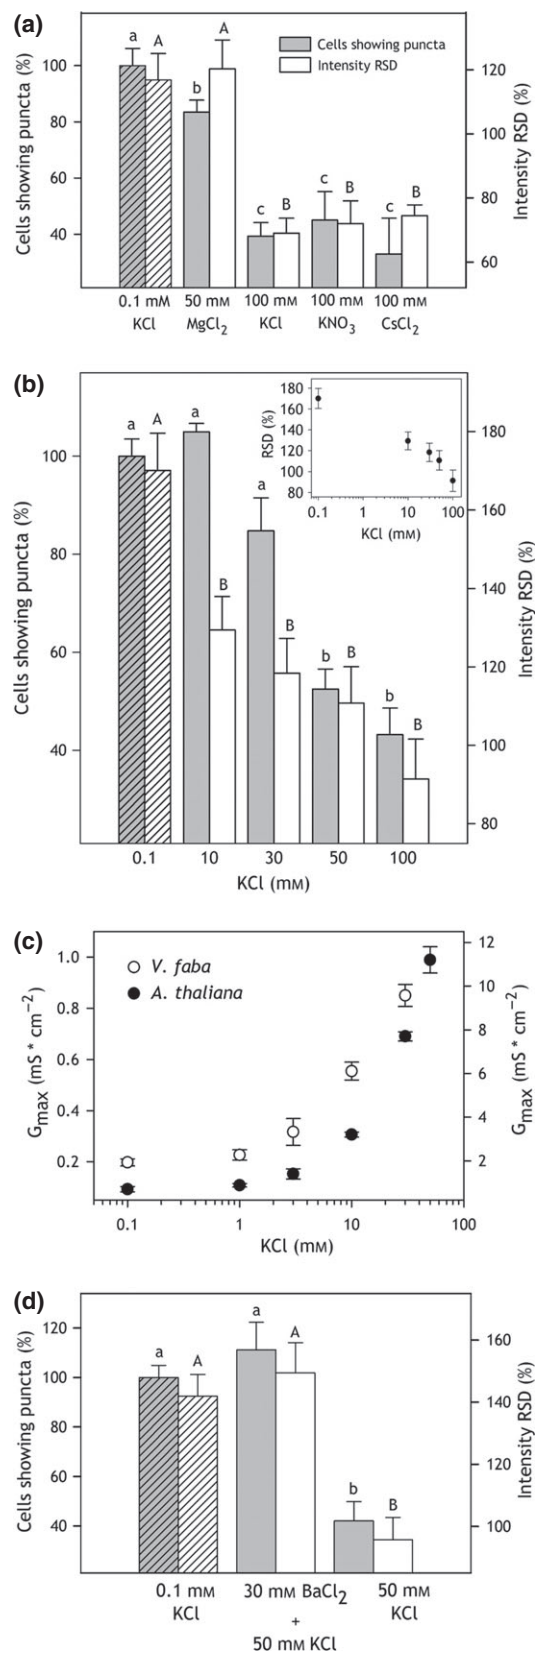 (a)
a A
a A
b A
c B
c B
c B
Cells showing puncta
Intensity RSD
Cells showing puncta (%)
100
80
60
40
Intensity RSD (%)
120
100
80
60
0.1 mM 50 mM 100 mM 100 mM 100 mM
KCl MgCl2 KCl KNO3 CsCl2
(b)
a A a B a B b B b B
Cells showing puncta (%)
100
80
60
40
Intensity RSD (%)
180
160
140
120
100
80
RSD (%)
180
160
140
120
100
80
0.1 1 10 100
KCl (mM)
0.1 10 30 50 100
KCl (mM)
(c)
V. faba
A. thaliana
Gmax (mS * cm−2)
1.0
0.8
0.6
0.4
0.2
Gmax (mS * cm−2)
12
10
8
6
4
2
0.1 1 10 100
KCl (mM)
(d)
a A a A b B
Cells showing puncta (%)
120
100
80
60
40
Intensity RSD (%)
160
140
120
100
0.1 mM 30 mM BaCl2 50 mM
KCl + KCl
50 mM KCl